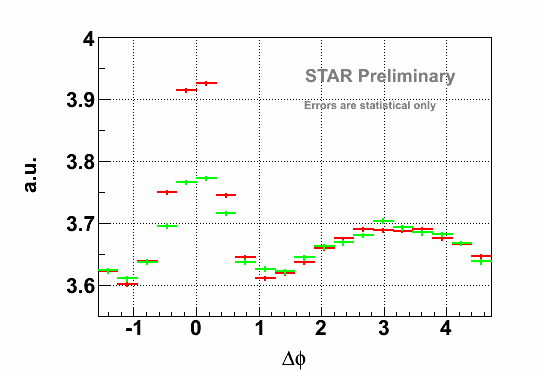 4
STAR Preliminary
3.9
Errors are statistical only
3.8
a.u.
3.7
3.6
-1 0 1 2 3 4
Δϕ